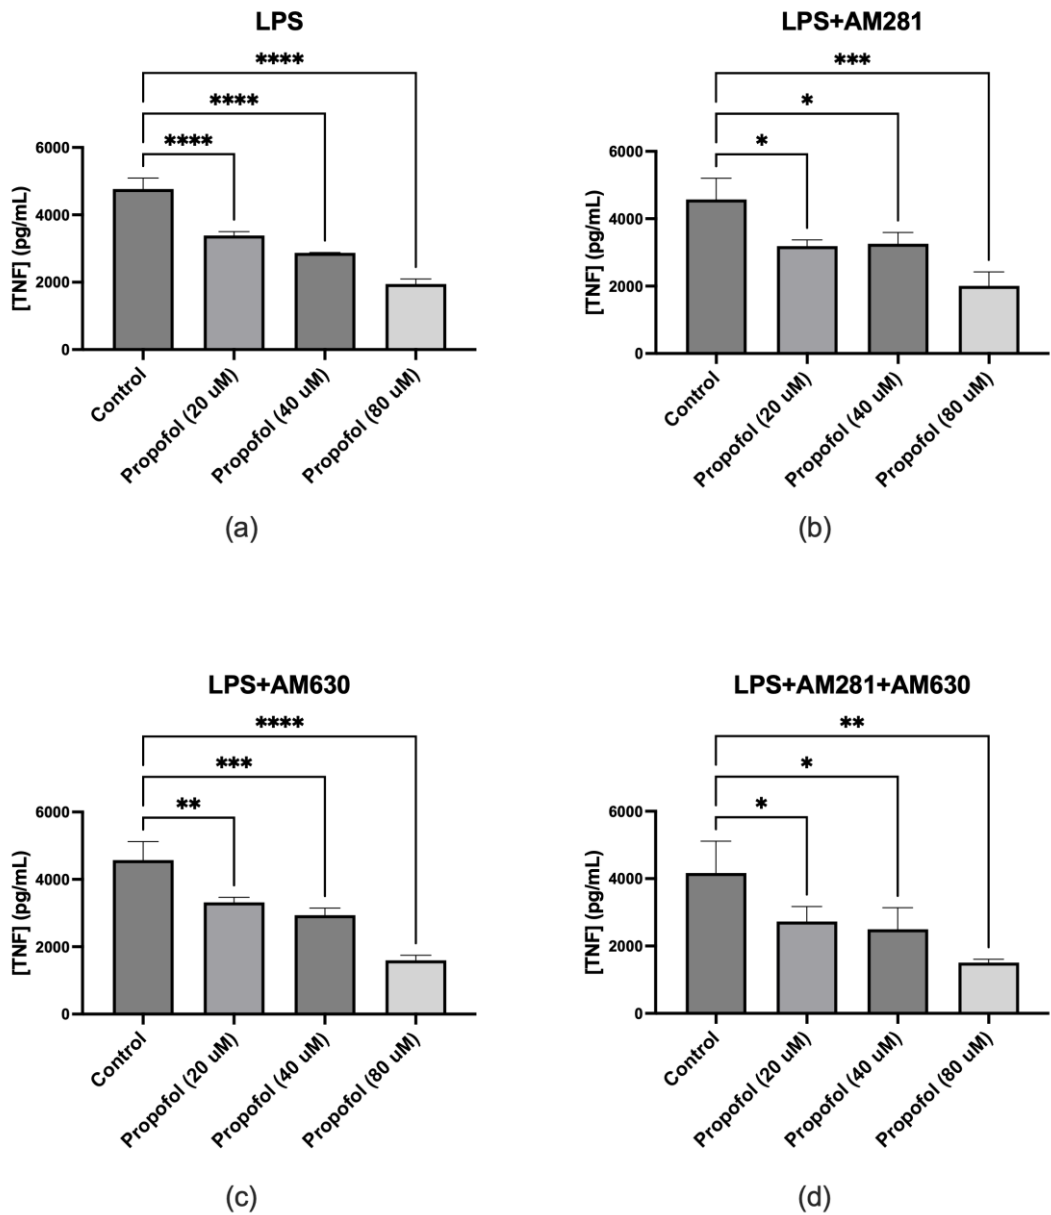 LPS
****
****
****
6000
4000
2000
0
[TNF] (pg/mL)
Control
Propofol (20 uM)
Propofol (40 uM)
Propofol (80 uM)
(a)
LPS+AM281
***
*
*
6000
4000
2000
0
[TNF] (pg/mL)
Control
Propofol (20 uM)
Propofol (40 uM)
Propofol (80 uM)
(b)
LPS+AM630
****
***
**
6000
4000
2000
0
[TNF] (pg/mL)
Control
Propofol (20 uM)
Propofol (40 uM)
Propofol (80 uM)
(c)
LPS+AM281+AM630
**
*
*
6000
4000
2000
0
[TNF] (pg/mL)
Control
Propofol (20 uM)
Propofol (40 uM)
Propofol (80 uM)
(d)